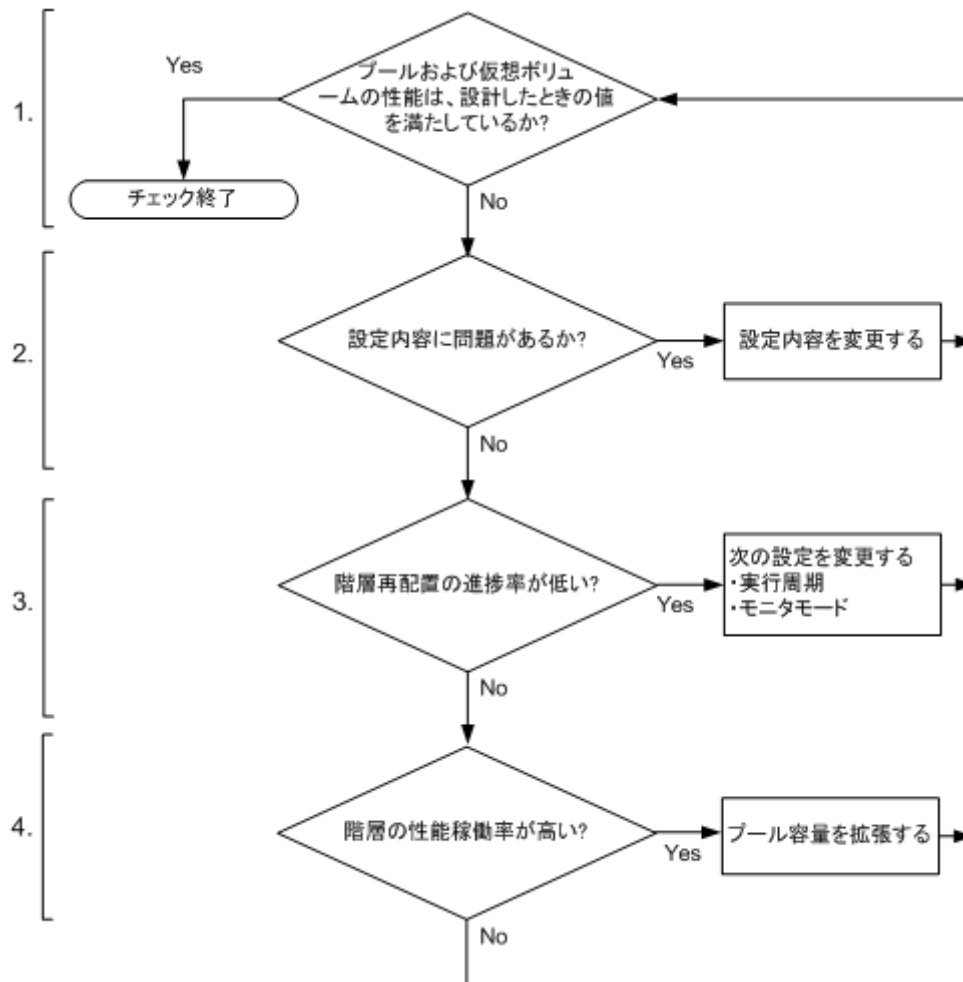 1.
プールおよび仮想ボリュ
ームの性能は、設計したときの値
を満たしているか?
Yes
チェック終了
No
2.
設定内容に問題があるか?
Yes
設定内容を変更する
No
3.
階層再配置の進捗率が低い?
Yes
次の設定を変更する
・実行周期
・モニタモード
No
4.
階層の性能稼働率が高い?
Yes
プール容量を拡張する
No